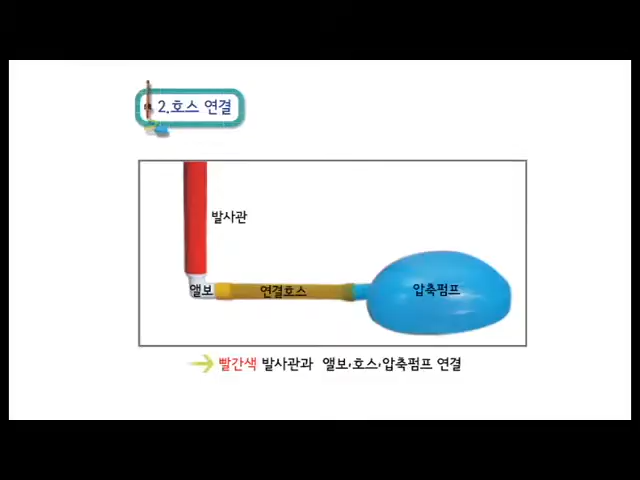 2.호스 연결
발사관
앨보 연결호스 압축펌프
빨간색 발사관과 앨보,호스,압축펌프 연결